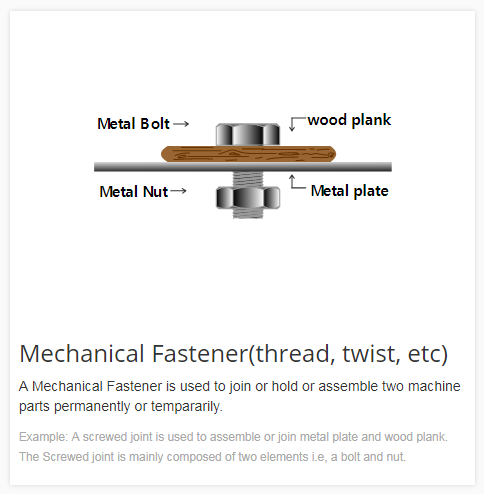 Metal Bolt
wood plank
Metal Nut
Metal plate
Mechanical Fastener(thread, twist, etc)
A Mechanical Fastener is used to join or hold or assemble two machine
parts permanently or tempararily.
Example: A screwed joint is used to assemble or join metal plate and wood plank.
The Screwed joint is mainly composed of two elements i.e, a bolt and nut.